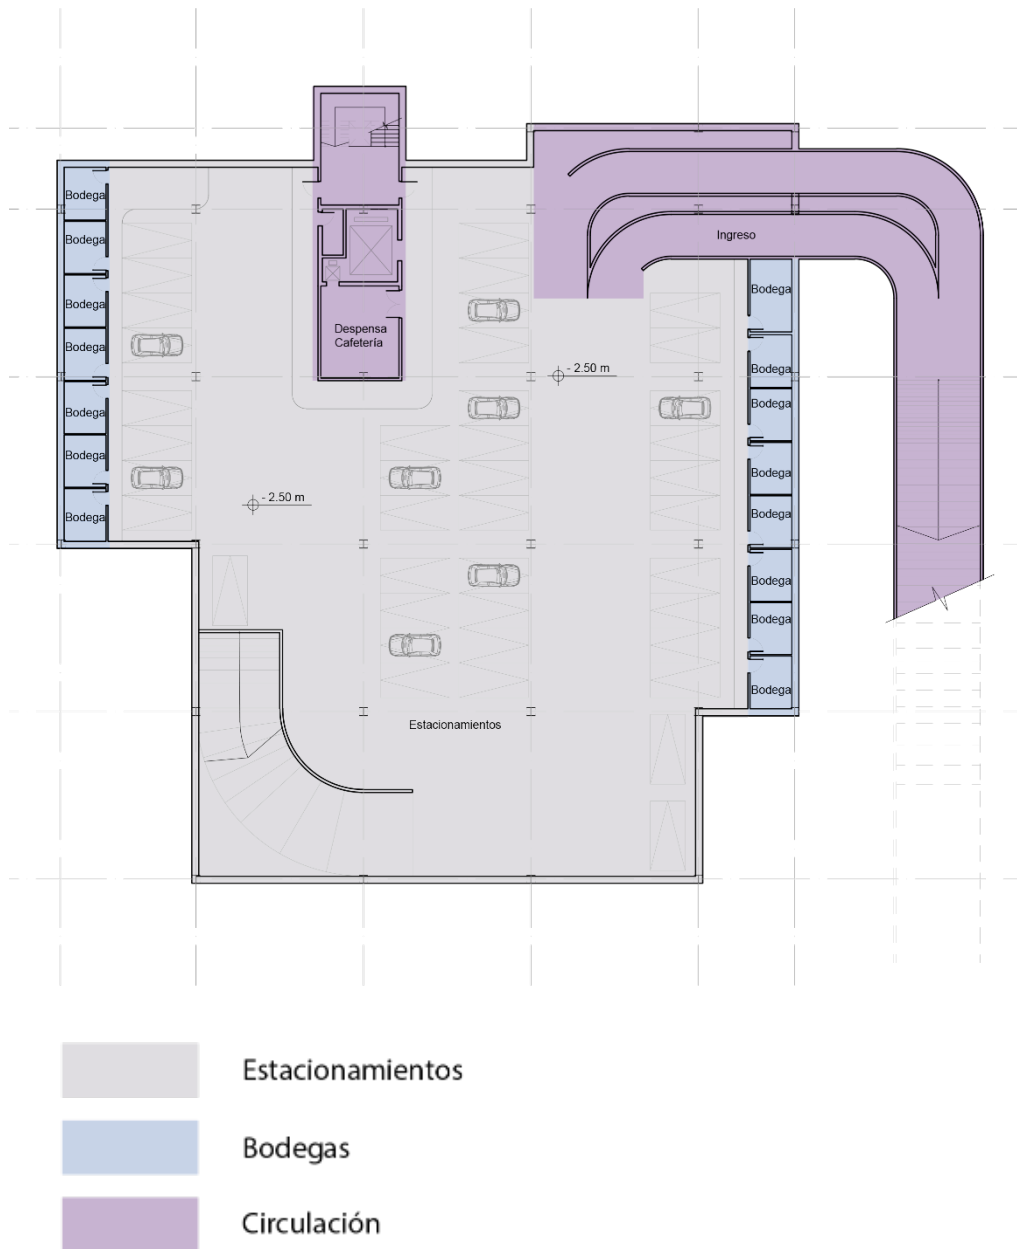 Bodega
Bodega
Bodega
Bodega
Bodega
Bodega
Bodega
Despensa
Cafetería
Ingreso
- 2.50 m
- 2.50 m
Bodega
Bodega
Bodega
Bodega
Bodega
Bodega
Bodega
Bodega
Estacionamientos
Estacionamientos
Bodegas
Circulación